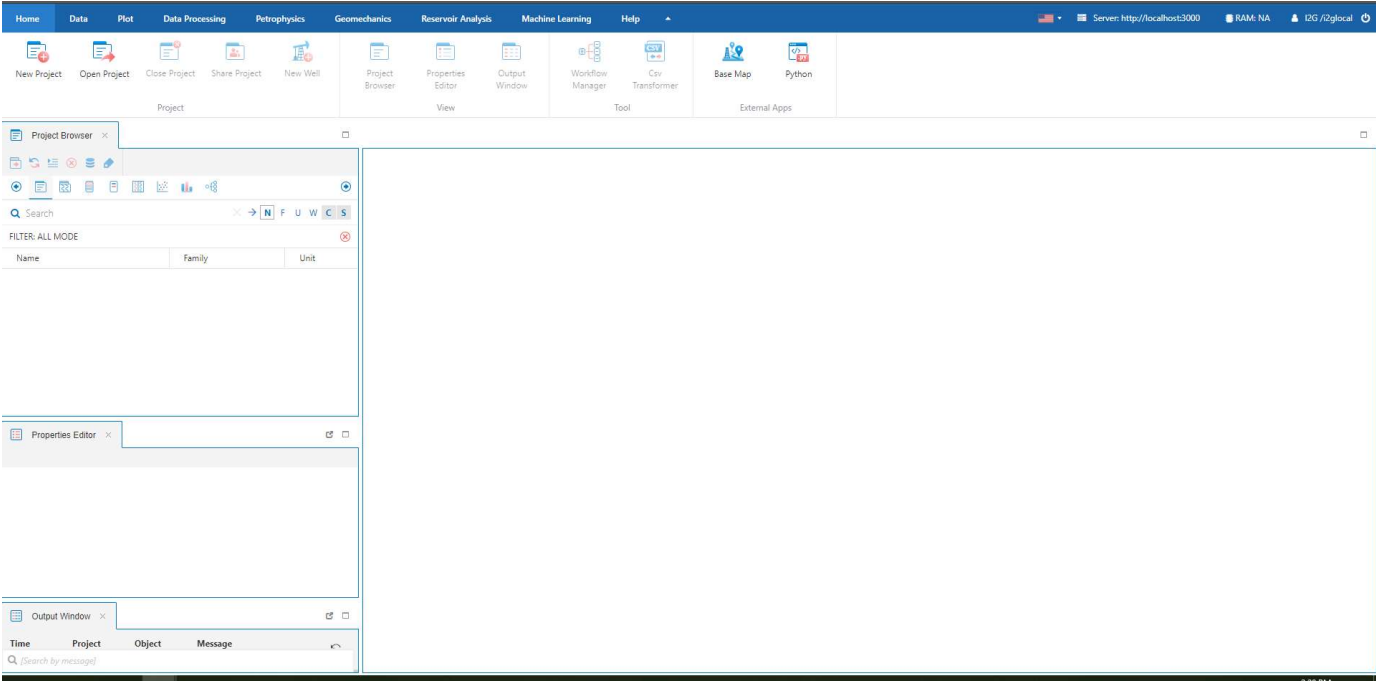 Home Data Plot Data Processing Petrophysics Geomechanics Reservoir Analysis Machine Learning Help Server: http://localhost:3000 RAM: NA I2G /i2glocal
New Project Open Project Close Project Share Project New Well Project Browser Properties Editor Output Window Workflow Manager Csv Transformer Base Map Python
Project View Tool External Apps
Project Browser
Search N F U W C S
FILTER: ALL MODE
Name Family Unit
Properties Editor
Output Window
Time Project Object Message
[Search by message]